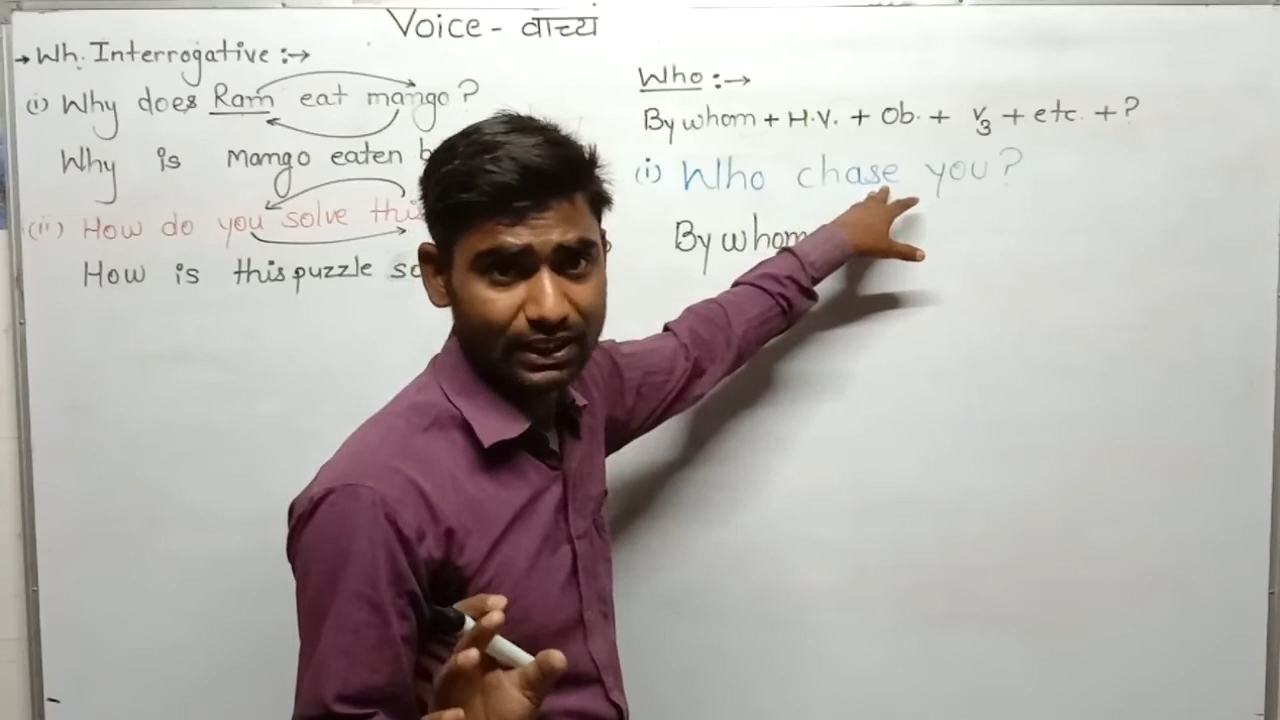 Voice - वाच्यं
→ Wh. Interrogative :→
(i) Why does Ram eat mango?
Why is Mango eaten
(ii) How do you solve this
How is this puzzle
Who :→
By whom + H.V. + Ob. + V3 + etc. + ?
(i) Who chase you?
By whom